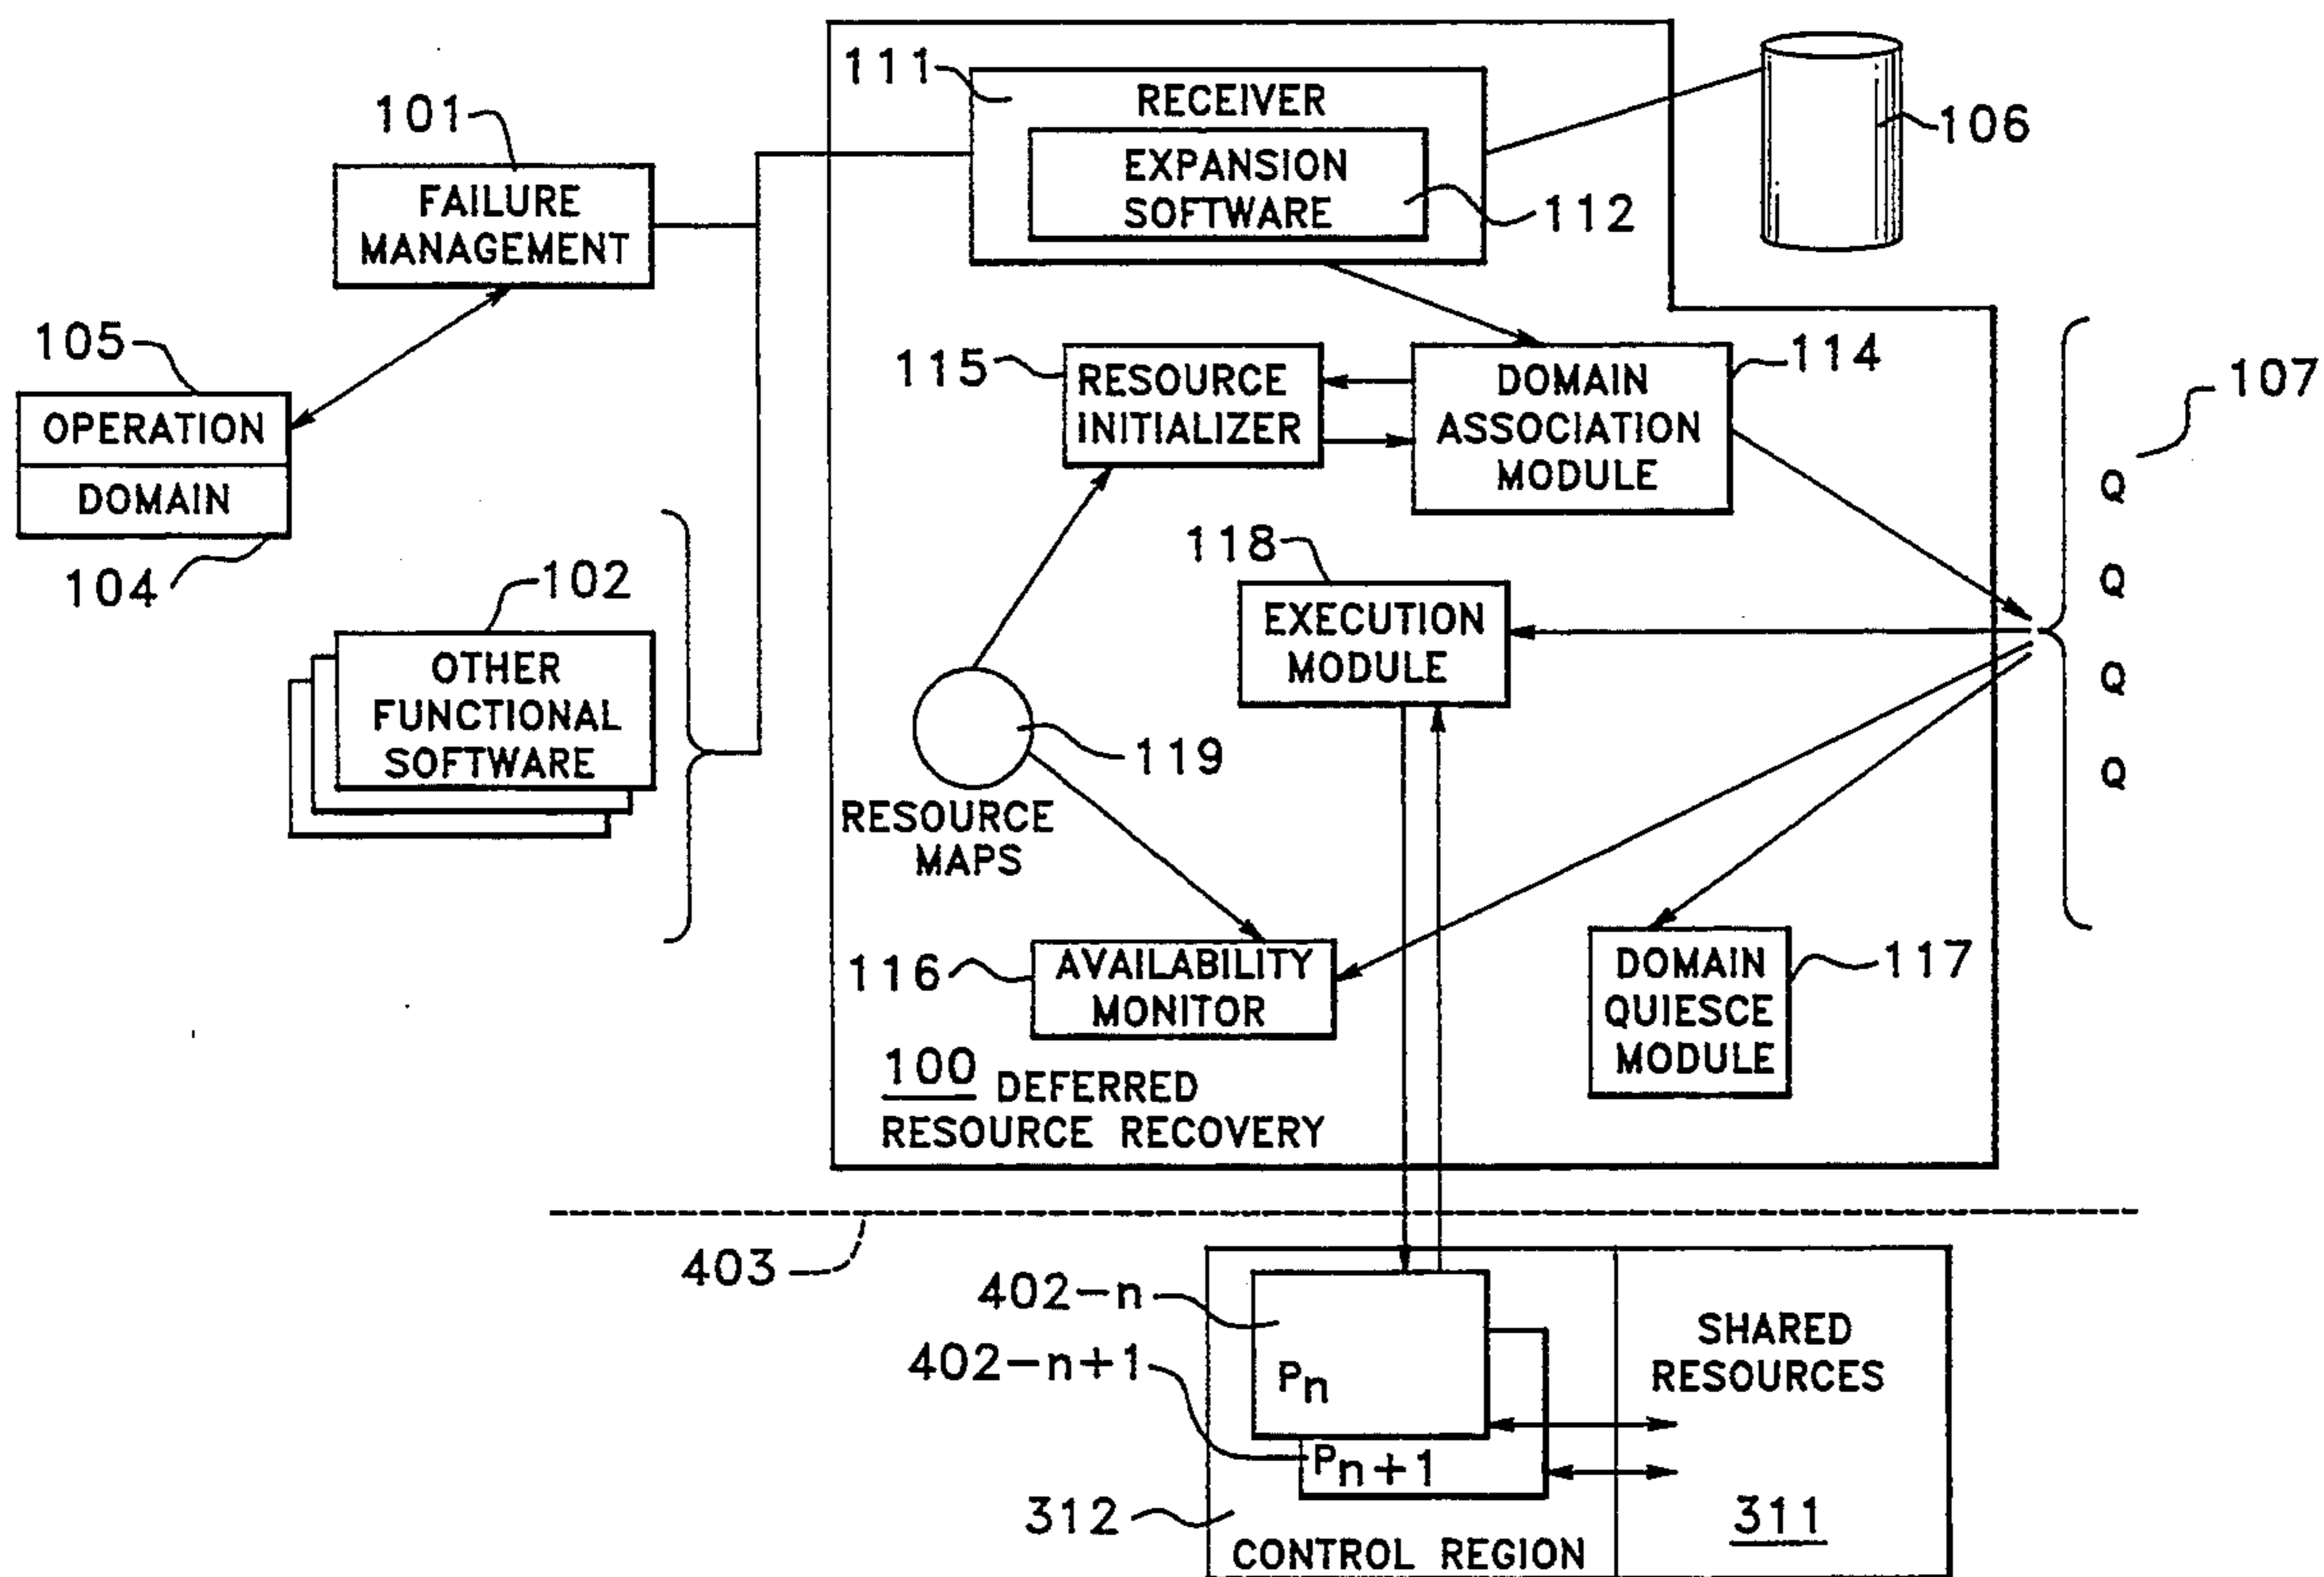 111
RECEIVER
EXPANSION
SOFTWARE
112
106
101
FAILURE
MANAGEMENT
105
OPERATION
DOMAIN
104
102
OTHER
FUNCTIONAL
SOFTWARE
115
RESOURCE
INITIALIZER
DOMAIN
ASSOCIATION
MODULE
114
107
Q
Q
Q
Q
118
EXECUTION
MODULE
119
RESOURCE
MAPS
116
AVAILABILITY
MONITOR
DOMAIN
QUIESCE
MODULE
117
100 DEFERRED
RESOURCE RECOVERY
403
402-n
Pn
402-n+1
Pn+1
SHARED
RESOURCES
312
CONTROL REGION
311